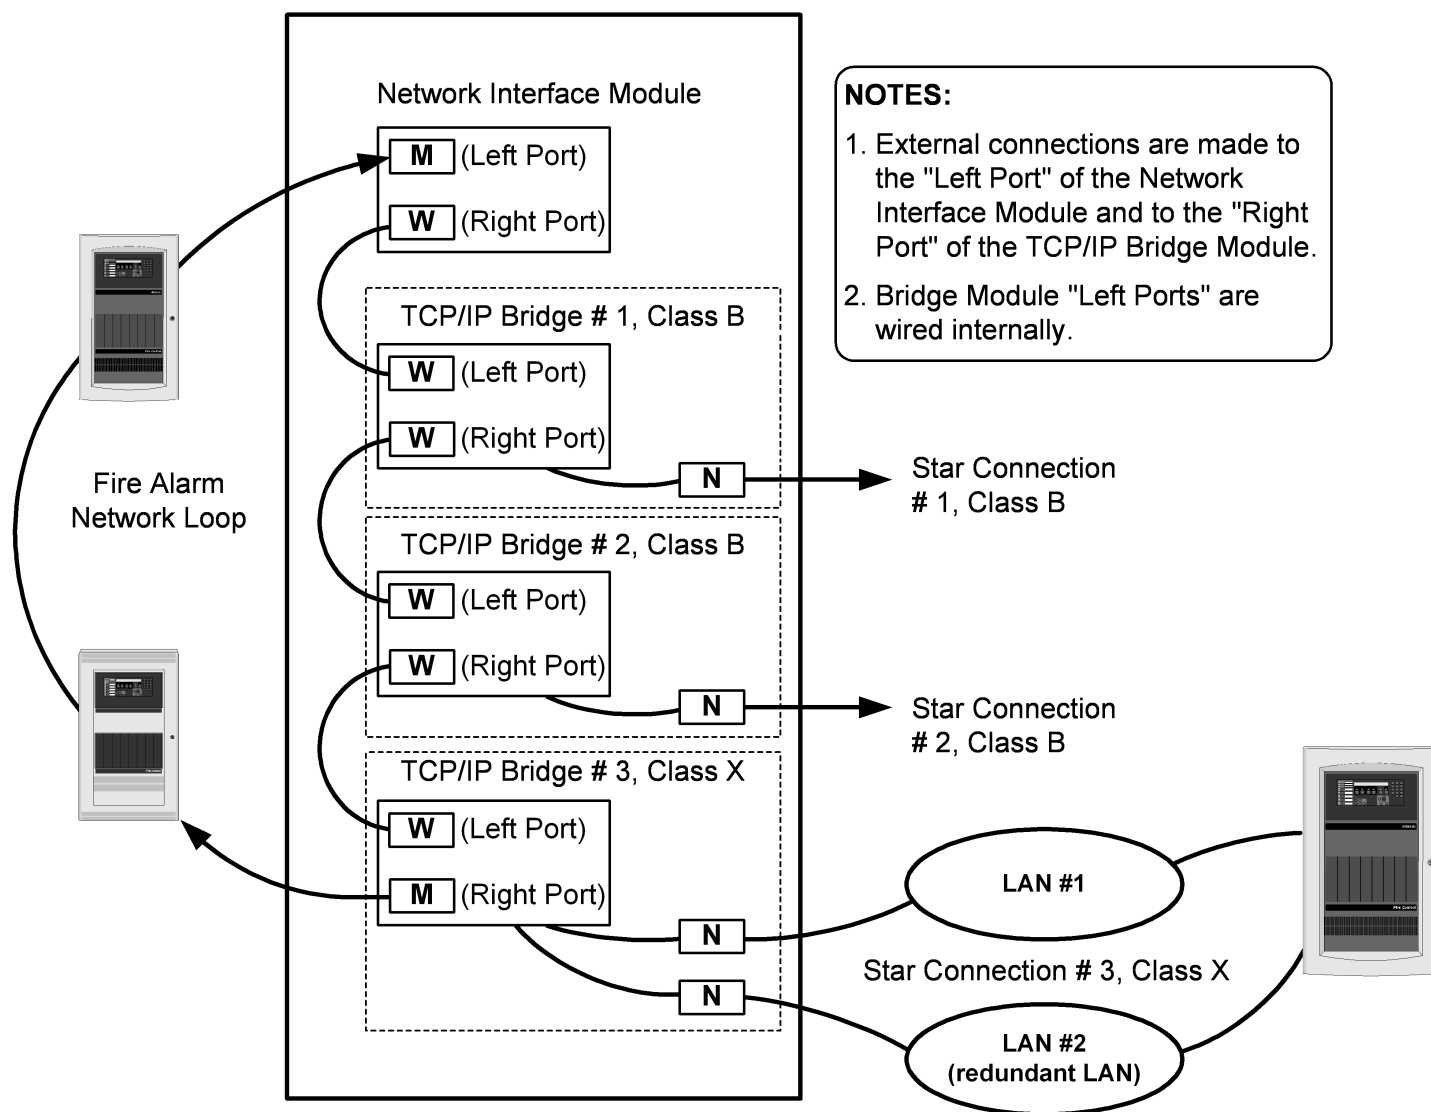 Network Interface Module
M (Left Port)
W (Right Port)
NOTES:
1. External connections are made to
the "Left Port" of the Network
Interface Module and to the "Right
Port" of the TCP/IP Bridge Module.
2. Bridge Module "Left Ports" are
wired internally.
TCP/IP Bridge # 1, Class B
W (Left Port)
W (Right Port)
N
Star Connection
# 1, Class B
Fire Alarm
Network Loop
TCP/IP Bridge # 2, Class B
W (Left Port)
W (Right Port)
N
Star Connection
# 2, Class B
TCP/IP Bridge # 3, Class X
W (Left Port)
M (Right Port)
N
N
LAN #1
Star Connection # 3, Class X
LAN #2
(redundant LAN)